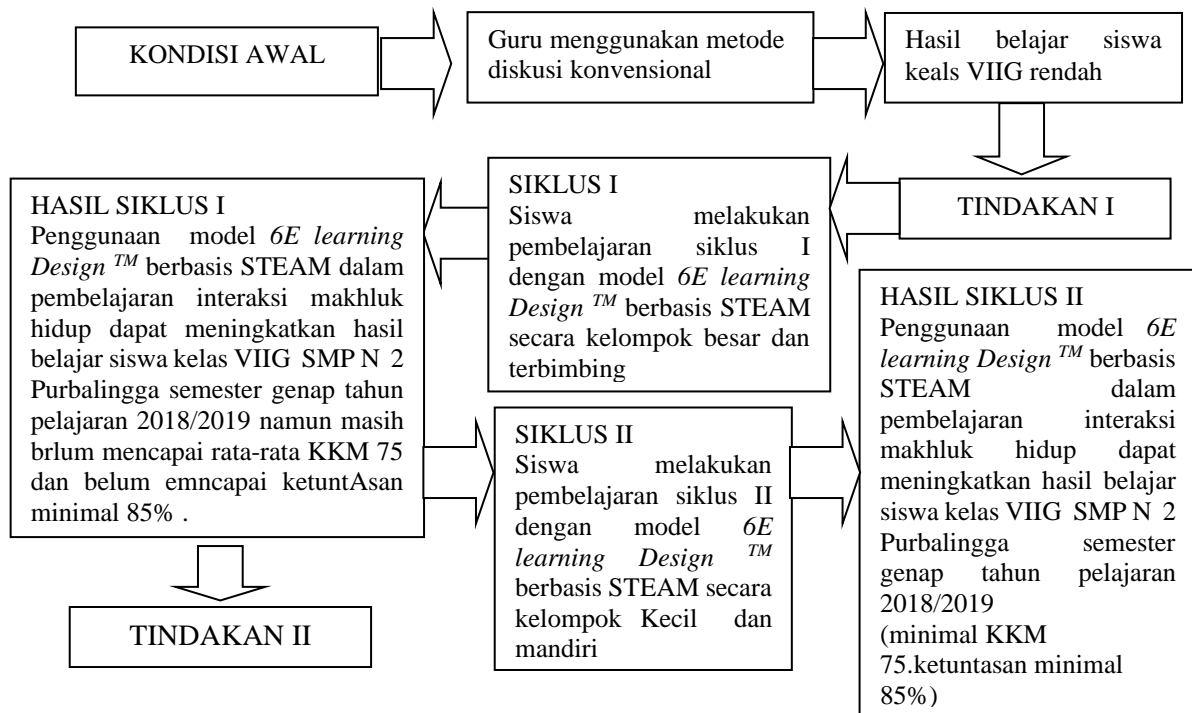 KONDISI AWAL
Guru menggunakan metode
diskusi konvensional
Hasil belajar siswa
keals VIIG rendah
TINDAKAN I
SIKLUS I
Siswa melakukan
pembelajaran siklus I
dengan model 6E learning
Design TM berbasis STEAM
secara kelompok besar dan
terbimbing
HASIL SIKLUS I
Penggunaan model 6E learning
Design TM berbasis STEAM dalam
pembelajaran interaksi makhluk
hidup dapat meningkatkan hasil
belajar siswa kelas VIIG SMP N 2
Purbalingga semester genap tahun
pelajaran 2018/2019 namun masih
brlum mencapai rata-rata KKM 75
dan belum emncapai ketuntAsan
minimal 85% .
TINDAKAN II
SIKLUS II
Siswa melakukan
pembelajaran siklus II
dengan model 6E
learning Design TM
berbasis STEAM secara
kelompok Kecil dan
mandiri
HASIL SIKLUS II
Penggunaan model 6E
learning Design TM berbasis
STEAM dalam
pembelajaran interaksi
makhluk hidup dapat
meningkatkan hasil belajar
siswa kelas VIIG SMP N 2
Purbalingga semester
genap tahun pelajaran
2018/2019
(minimal KKM
75.ketuntasan minimal
85%)